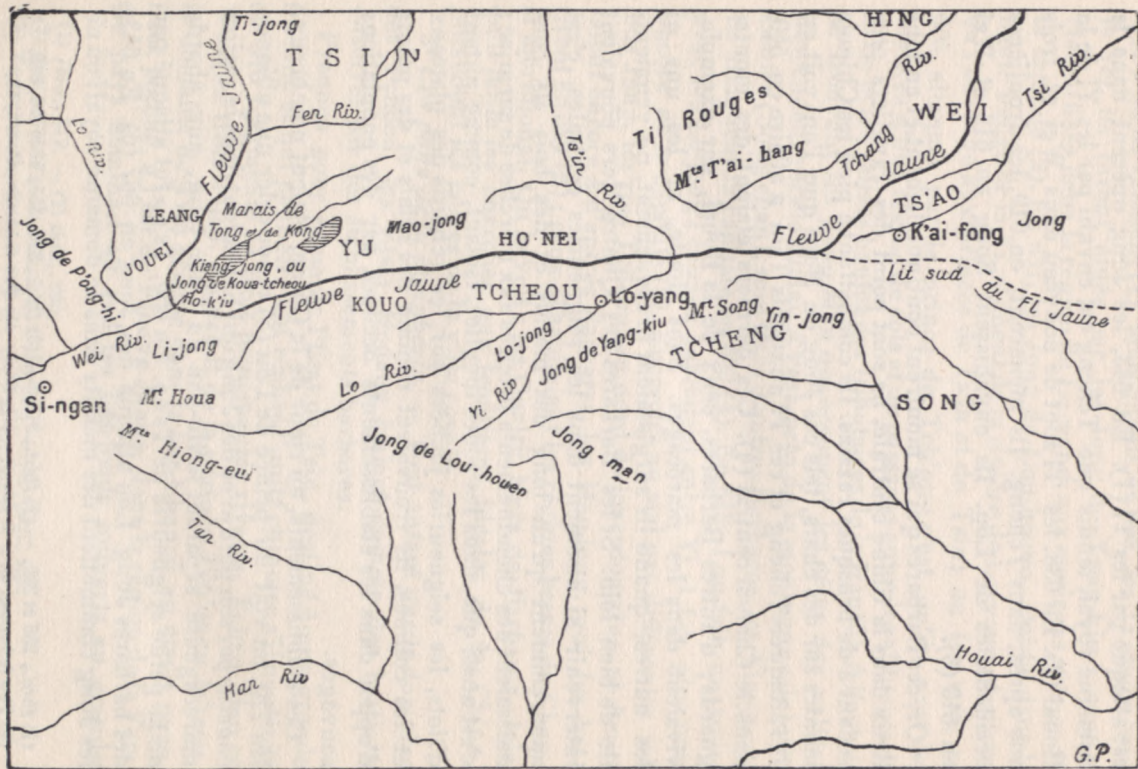 Ti-jong
TSIN
HING
Riv.
Fleuve Jaune
Fen Riv.
Lo Riv.
Ts'in Riv
Ti Rouges
Mts T'ai-hang
Tchang
WEI
Tsi Riv.
Fleuve Jaune
TS'AO
K'ai-fong
Jong
LEANG
Marais de
Tong et de Kong
YU
Mao-jong
HO-NEI
Jong de P'ong-hi
JOUEI
Kiang-jong, ou
Jong de Koua-tcheou
Ho-k'iu
Fleuve Jaune
KOUO
TCHEOU
Lo-yang
Lit sud
du Fl Jaune
Mt Song
Yin-jong
TCHENG
Wei Riv.
Li-jong
Lo-jong
Jong de Yang-kiu
Lo Riv.
Yi Riv
SONG
Si-ngan
Mt Houa
Mts Hiong-eui
Jong de Lou-houen
Jong-man
Tan Riv.
Han Riv
Houai Riv.
G.P.